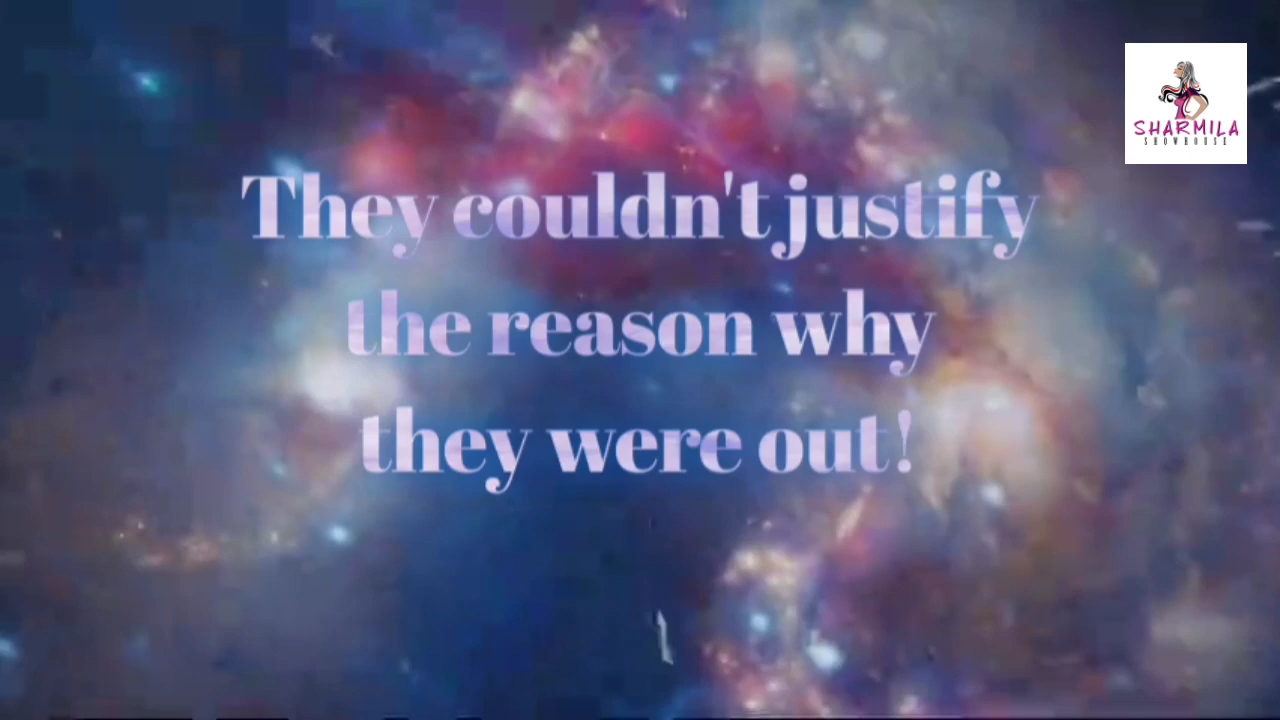 SHARMILA
SHOWHOUSE
They couldn't justify
the reason why
they were out!